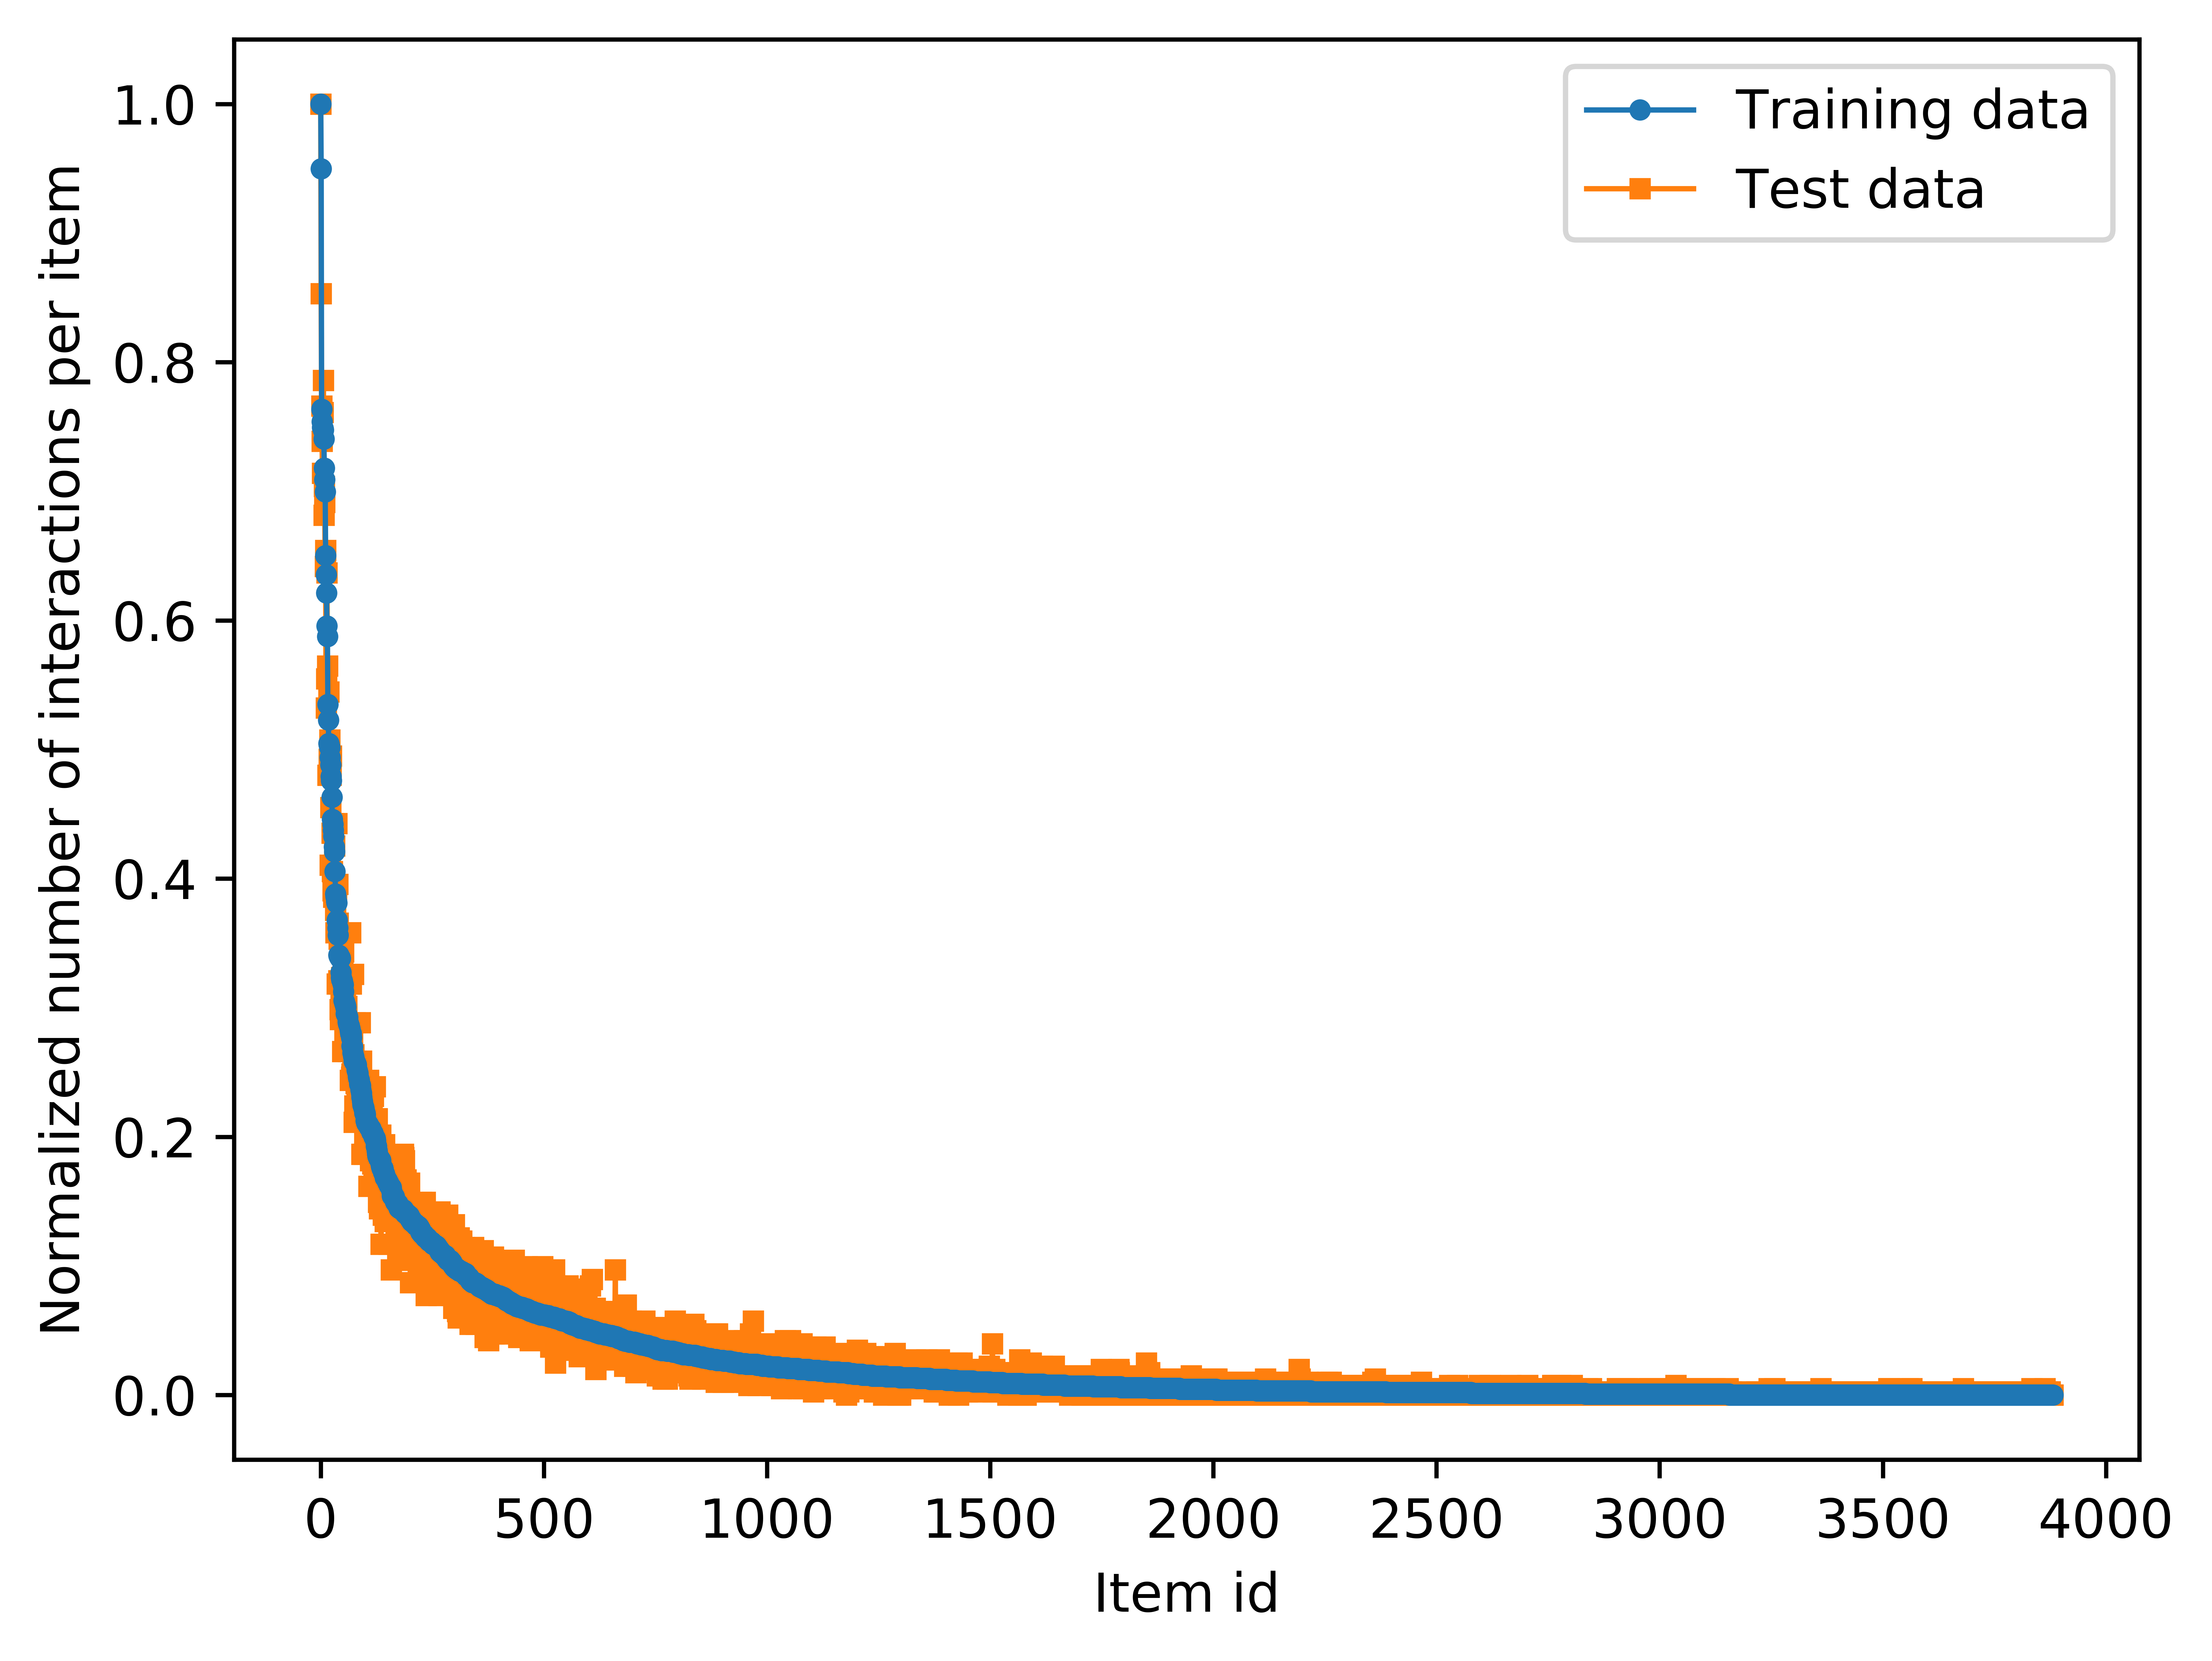 Training data
Test data
Normalized number of interactions per item
1.0
0.8
0.6
0.4
0.2
0.0
0 500 1000 1500 2000 2500 3000 3500 4000
Item id